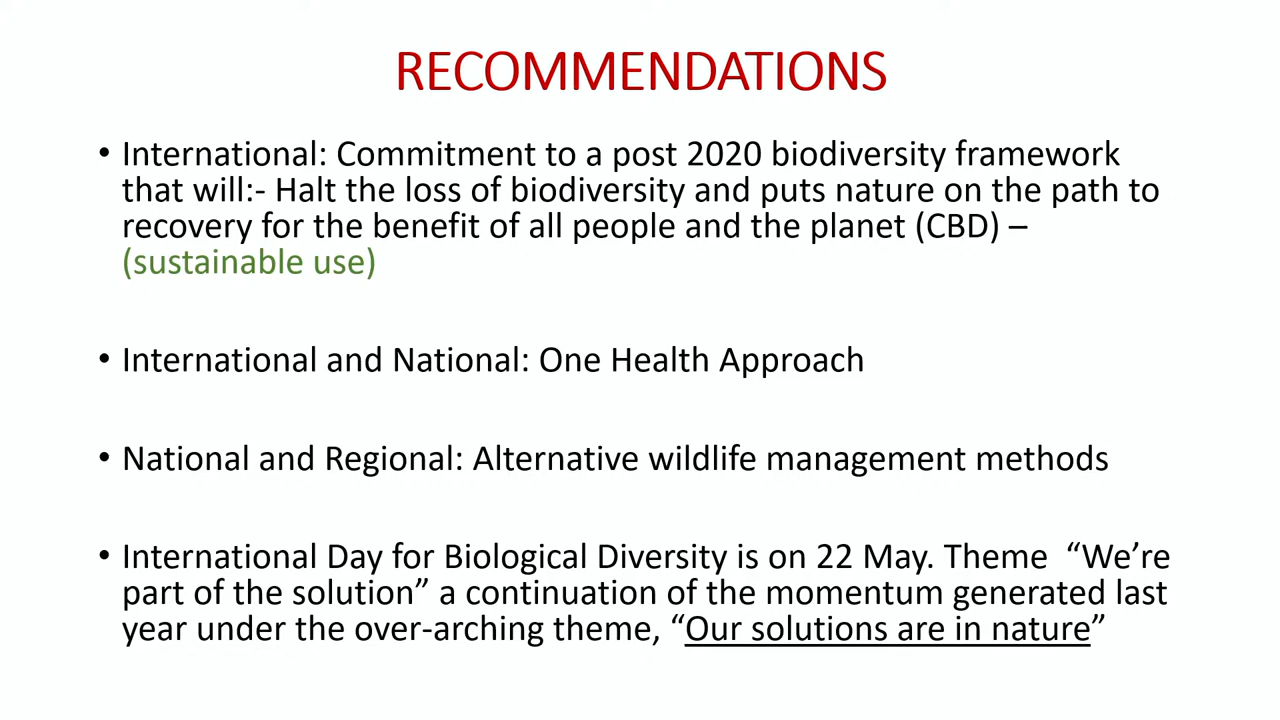 RECOMMENDATIONS
• International: Commitment to a post 2020 biodiversity framework
that will:- Halt the loss of biodiversity and puts nature on the path to
recovery for the benefit of all people and the planet (CBD) –
(sustainable use)
• International and National: One Health Approach
• National and Regional: Alternative wildlife management methods
• International Day for Biological Diversity is on 22 May. Theme “We’re
part of the solution” a continuation of the momentum generated last
year under the over-arching theme, “Our solutions are in nature”